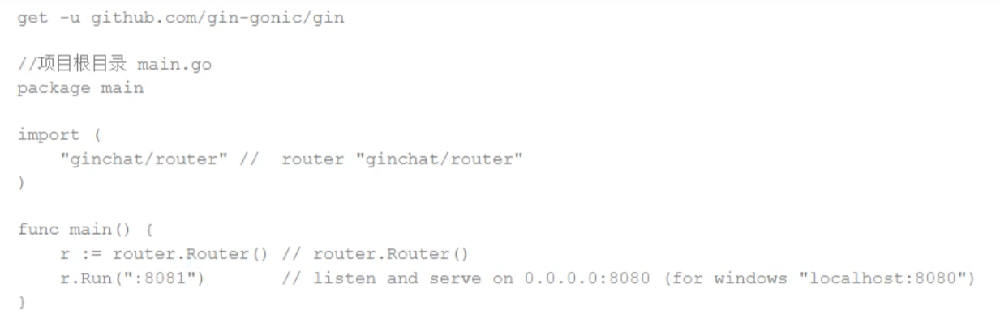 get -u github.com/gin-gonic/gin
//项目根目录 main.go
package main
import (
"ginchat/router" // router "ginchat/router"
)
func main() {
r := router.Router() // router.Router()
r.Run(":8081") // listen and serve on 0.0.0.0:8080 (for windows "localhost:8080")
}